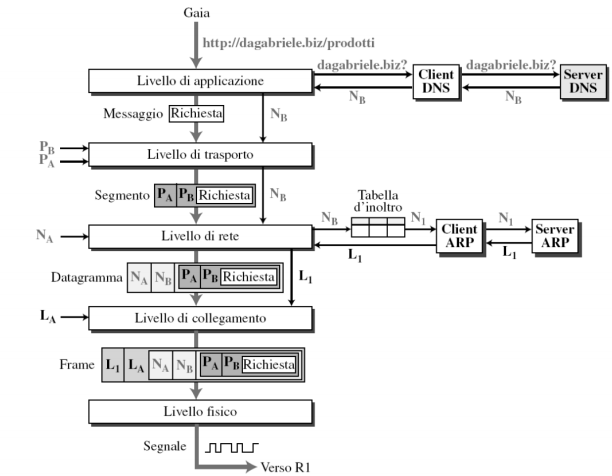 Gaia
http://dagabriele.biz/prodotti
dagabriele.biz?
dagabriele.biz?
Livello di applicazione
Client
DNS
Server
DNS
N_B
N_B
Messaggio
Richiesta
N_B
P_B
P_A
Livello di trasporto
Segmento
P_A P_B Richiesta
N_B
Tabella
d'inoltro
N_A
Livello di rete
N_B
N_1
Client
ARP
N_1
Server
ARP
L_1
L_1
Datagramma
N_A N_B P_A P_B Richiesta
L_1
L_A
Livello di collegamento
Frame
L_1 L_A N_A N_B P_A P_B Richiesta
Livello fisico
Segnale
Verso R1